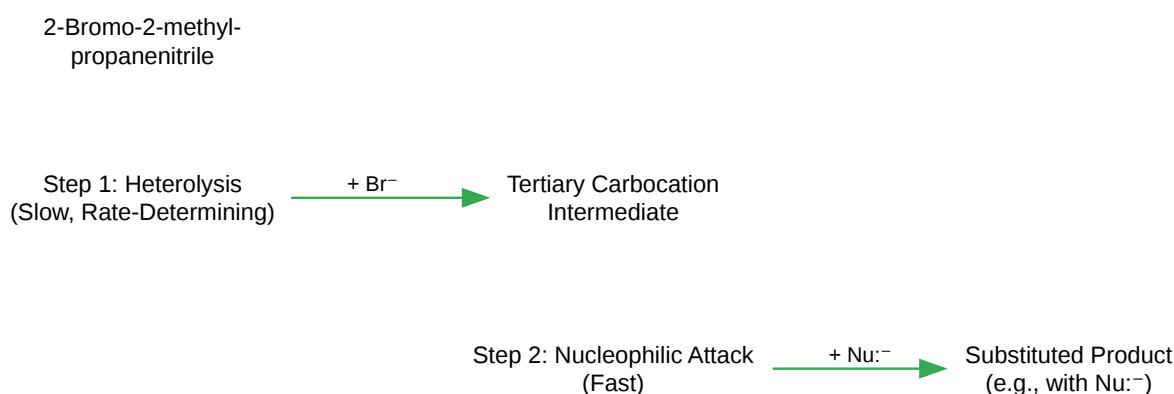 2-Bromo-2-methyl-
propanenitrile
Step 1: Heterolysis
(Slow, Rate-Determining)
+ Br⁻
Tertiary Carbocation
Intermediate
Step 2: Nucleophilic Attack
(Fast)
+ Nu:⁻
Substituted Product
(e.g., with Nu:⁻)